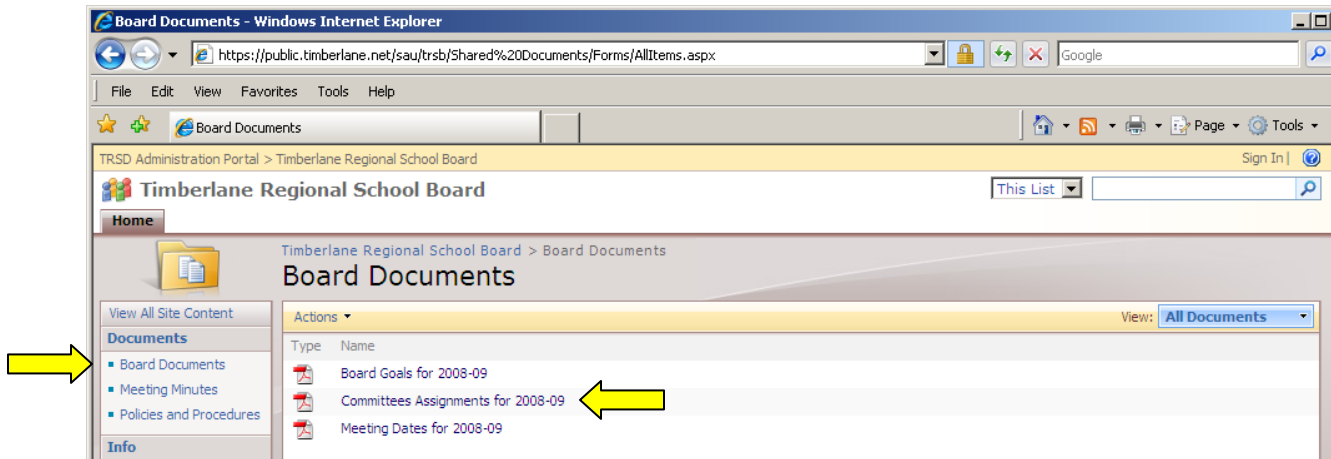 Board Documents - Windows Internet Explorer
https://public.timberlane.net/sau/trsb/Shared%20Documents/Forms/AllItems.aspx
Google
File Edit View Favorites Tools Help
Board Documents
Page Tools
TRSD Administration Portal > Timberlane Regional School Board
Sign In |
Timberlane Regional School Board
This List
Home
Timberlane Regional School Board > Board Documents
Board Documents
View All Site Content
Actions
View: All Documents
Documents
Type Name
Board Documents
Board Goals for 2008-09
Meeting Minutes
Committees Assignments for 2008-09
Policies and Procedures
Meeting Dates for 2008-09
Info